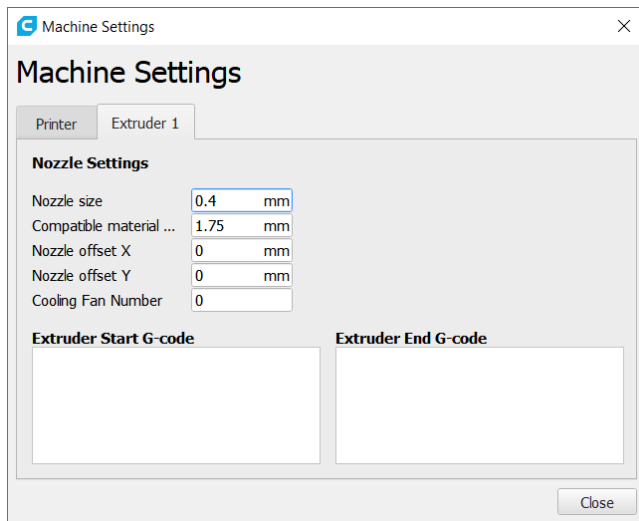 Machine Settings
Machine Settings
Printer
Extruder 1
Nozzle Settings
Nozzle size 0.4 mm
Compatible material ... 1.75 mm
Nozzle offset X 0 mm
Nozzle offset Y 0 mm
Cooling Fan Number 0
Extruder Start G-code
Extruder End G-code
Close